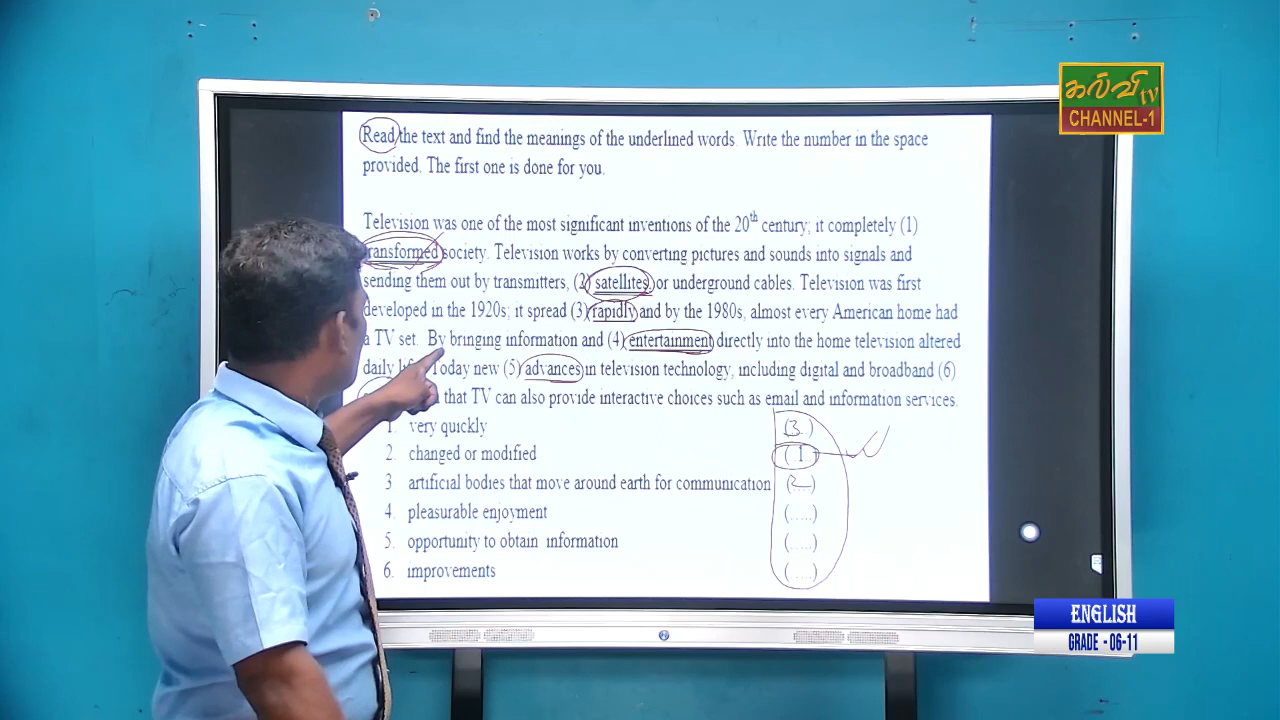 கல்வி TV
CHANNEL-1
Read the text and find the meanings of the underlined words. Write the number in the space
provided. The first one is done for you.
Television was one of the most significant inventions of the 20th century; it completely (1)
ransformed society. Television works by converting pictures and sounds into signals and
sending them out by transmitters, (2) satellites, or underground cables. Television was first
developed in the 1920s; it spread (3) rapidly and by the 1980s, almost every American home had
a TV set. By bringing information and (4) entertainment directly into the home television altered
daily Today new (5) advances in television technology, including digital and broadband (6)
that TV can also provide interactive choices such as email and information services.
1. very quickly (3.)
2. changed or modified (1)
3 artificial bodies that move around earth for communication (2)
4. pleasurable enjoyment (.....)
5. opportunity to obtain information (.....)
6. improvements (.....)
ENGLISH
GRADE - 06-11